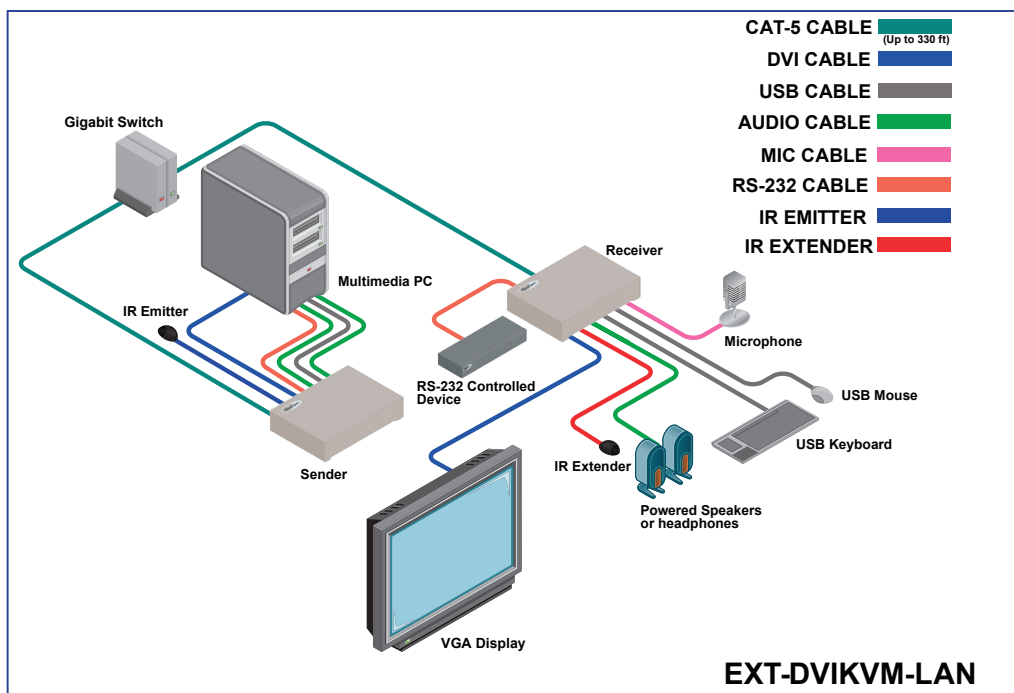 CAT-5 CABLE
(Up to 330 ft)
DVI CABLE
USB CABLE
AUDIO CABLE
MIC CABLE
RS-232 CABLE
IR EMITTER
IR EXTENDER
Gigabit Switch
Multimedia PC
IR Emitter
Sender
Receiver
RS-232 Controlled
Device
Microphone
USB Mouse
USB Keyboard
IR Extender
Powered Speakers
or headphones
VGA Display
EXT-DVIKVM-LAN